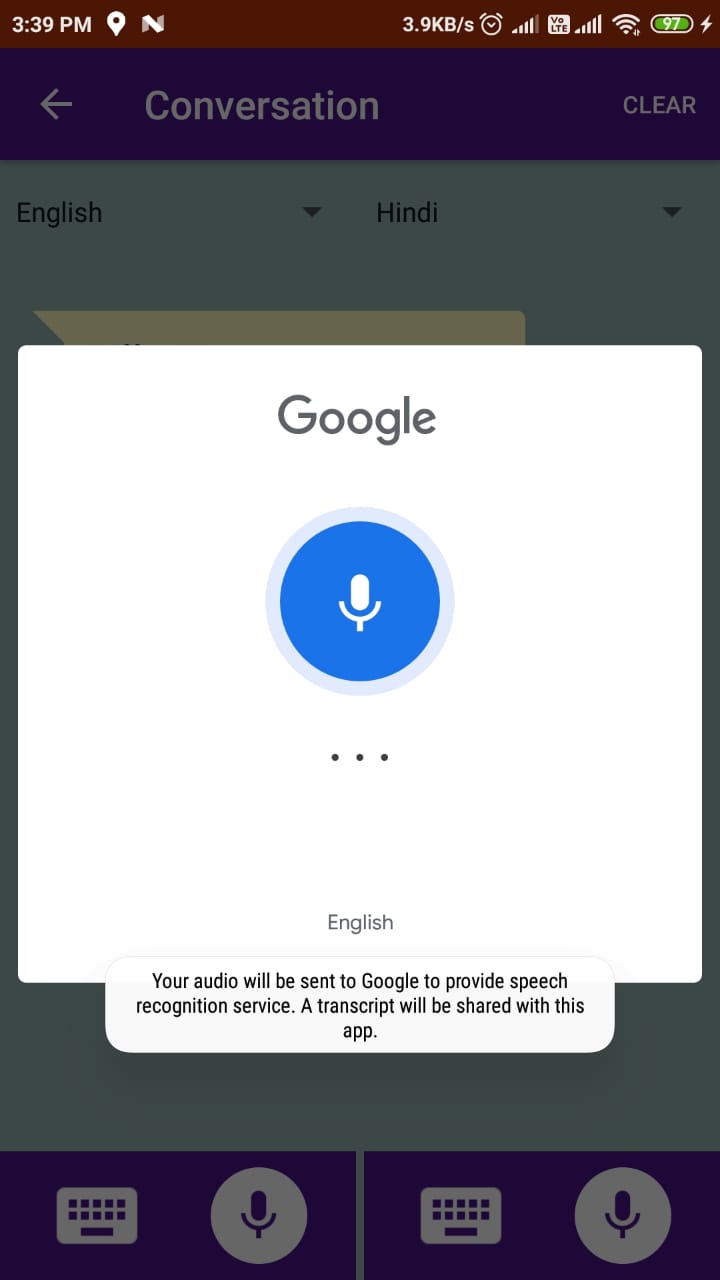 3:39 PM 3.9KB/s Vo LTE 97
Conversation CLEAR
English Hindi
Google
English
Your audio will be sent to Google to provide speech
recognition service. A transcript will be shared with this
app.